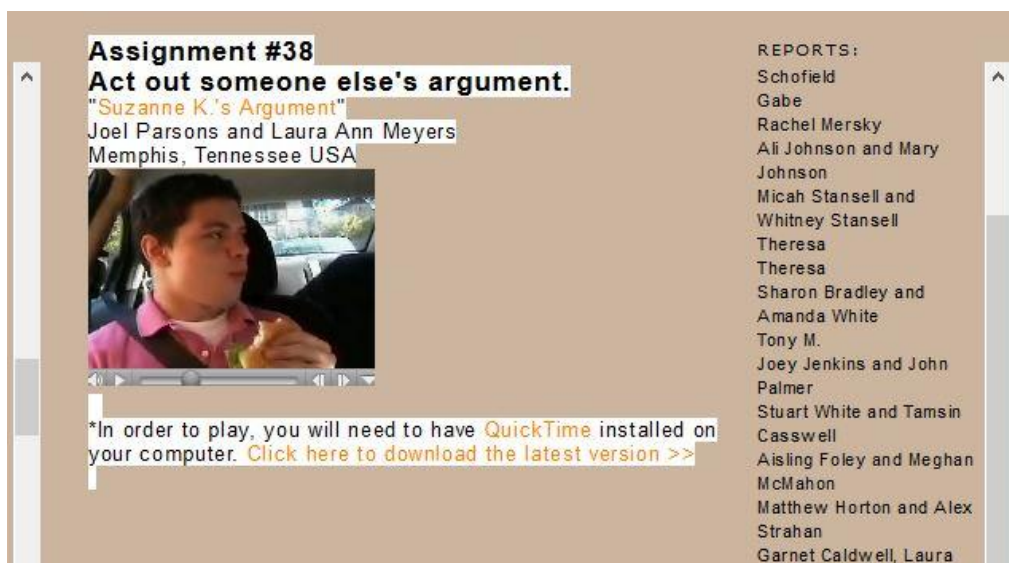 Assignment #38
Act out someone else's argument.
"Suzanne K.'s Argument"
Joel Parsons and Laura Ann Meyers
Memphis, Tennessee USA
*In order to play, you will need to have QuickTime installed on
your computer. Click here to download the latest version >>
REPORTS:
Schofield
Gabe
Rachel Mersky
Ali Johnson and Mary
Johnson
Micah Stansell and
Whitney Stansell
Theresa
Theresa
Sharon Bradley and
Amanda White
Tony M.
Joey Jenkins and John
Palmer
Stuart White and Tamsin
Casswell
Aisling Foley and Meghan
McMahon
Matthew Horton and Alex
Strahan
Garnet Caldwell, Laura